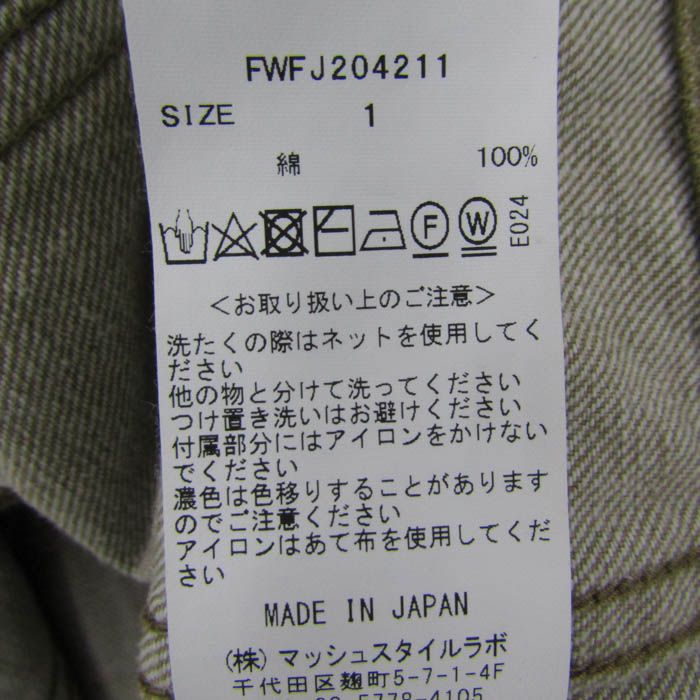 FWFJ204211
SIZE 1
綿 100%
F W E024
<お取り扱い上のご注意>
洗たくの際はネットを使用してく
ださい
他の物と分けて洗ってください
つけ置き洗いはお避けください
付属部分にはアイロンをかけない
でください
濃色は色移りすることがあります
のでご注意ください
アイロンはあて布を使用してくだ
さい
MADE IN JAPAN
(株)マッシュスタイルラボ
千代田区麹町5-7-1-4F
5778-4105